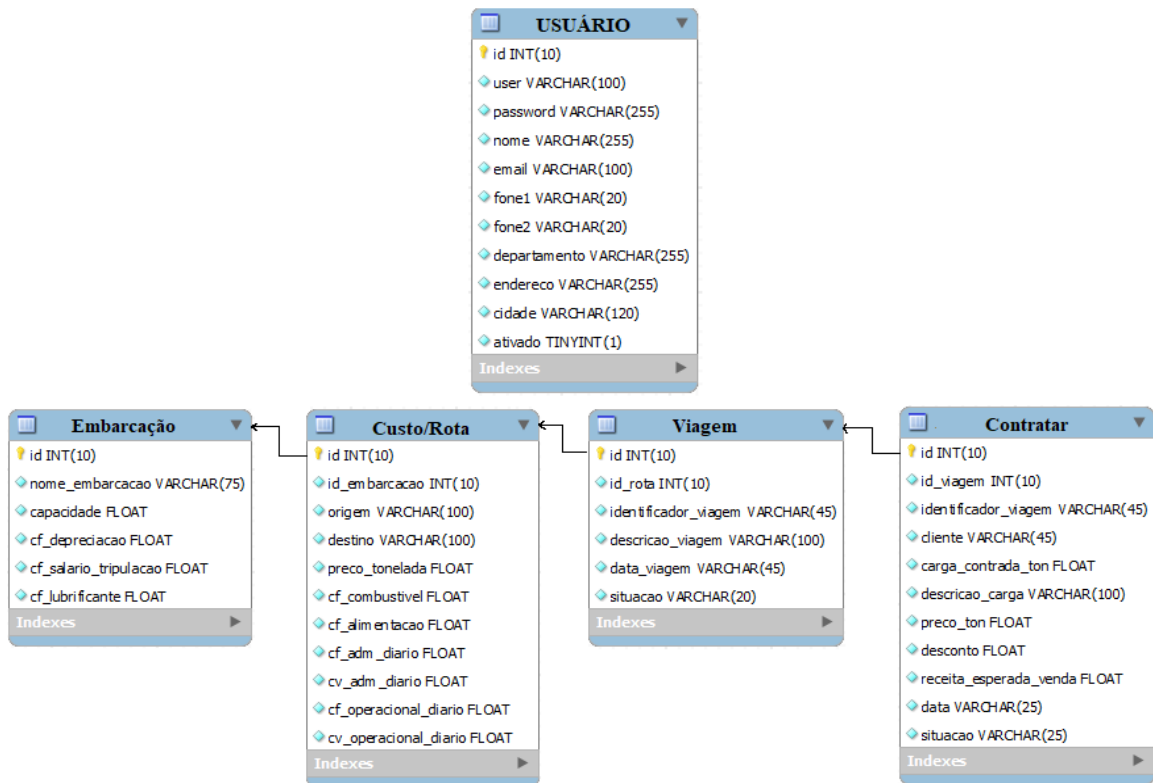 USUÁRIO
id INT(10)
user VARCHAR(100)
password VARCHAR(255)
nome VARCHAR(255)
email VARCHAR(100)
fone1 VARCHAR(20)
fone2 VARCHAR(20)
departamento VARCHAR(255)
endereco VARCHAR(255)
cidade VARCHAR(120)
ativado TINYINT(1)
Indexes
Embarcação
id INT(10)
nome_embarcacao VARCHAR(75)
capacidade FLOAT
cf_depreciacao FLOAT
cf_salario_tripulacao FLOAT
cf_lubrificante FLOAT
Indexes
Custo/Rota
id INT(10)
id_embarcacao INT(10)
origem VARCHAR(100)
destino VARCHAR(100)
preco_tonelada FLOAT
cf_combustivel FLOAT
cf_alimentacao FLOAT
cf_adm_diario FLOAT
cv_adm_diario FLOAT
cf_operacional_diario FLOAT
cv_operacional_diario FLOAT
Indexes
Viagem
id INT(10)
id_rota INT(10)
identificador_viagem VARCHAR(45)
descricao_viagem VARCHAR(100)
data_viagem VARCHAR(45)
situacao VARCHAR(20)
Indexes
Contratar
id INT(10)
id_viagem INT(10)
identificador_viagem VARCHAR(45)
cliente VARCHAR(45)
carga_contrada_ton FLOAT
descricao_carga VARCHAR(100)
preco_ton FLOAT
desconto FLOAT
receita_esperada_venda FLOAT
data VARCHAR(25)
situacao VARCHAR(25)
Indexes